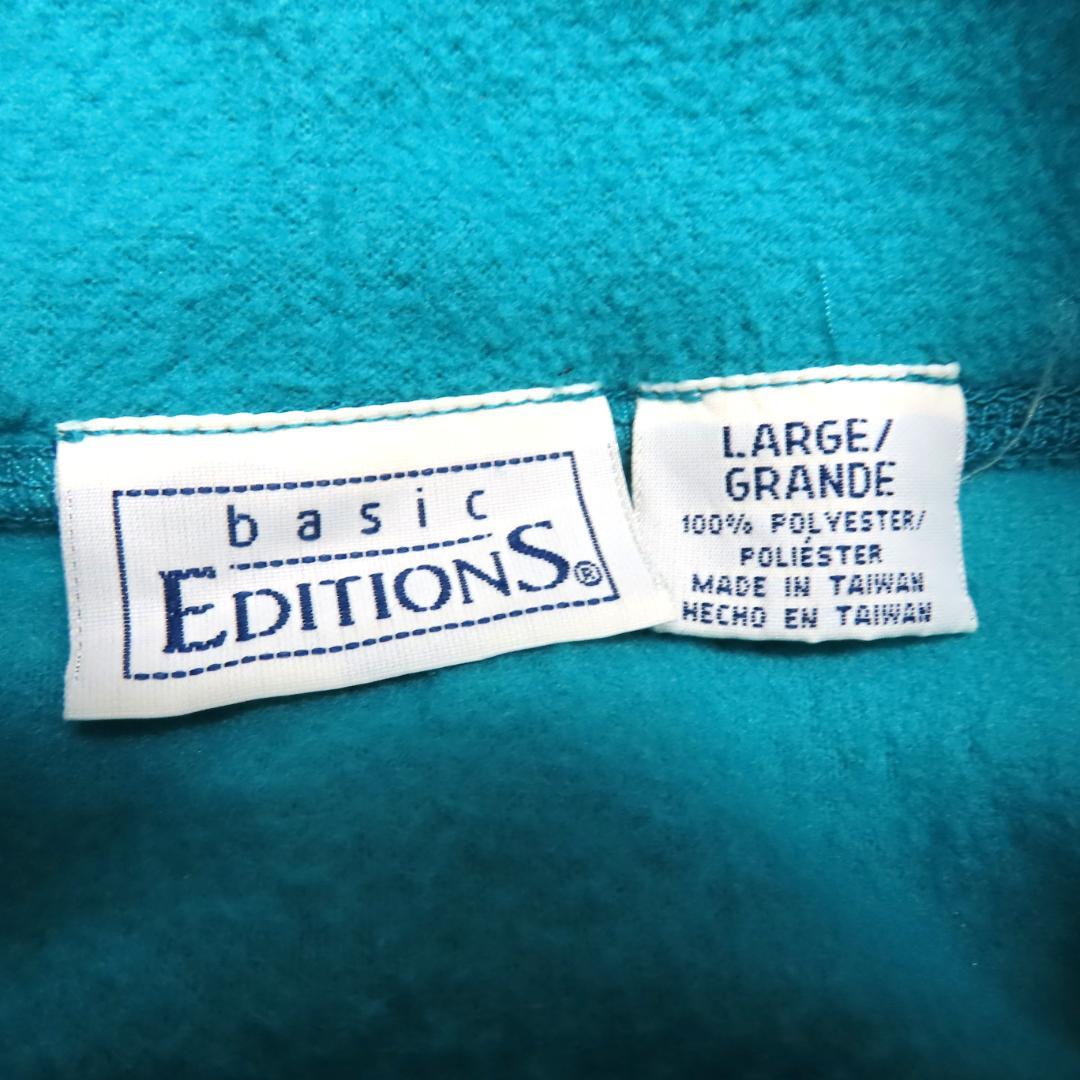 basic
EDITIONS®
LARGE/
GRANDE
100% POLYESTER/
POLIÉSTER
MADE IN TAIWAN
HECHO EN TAIWAN